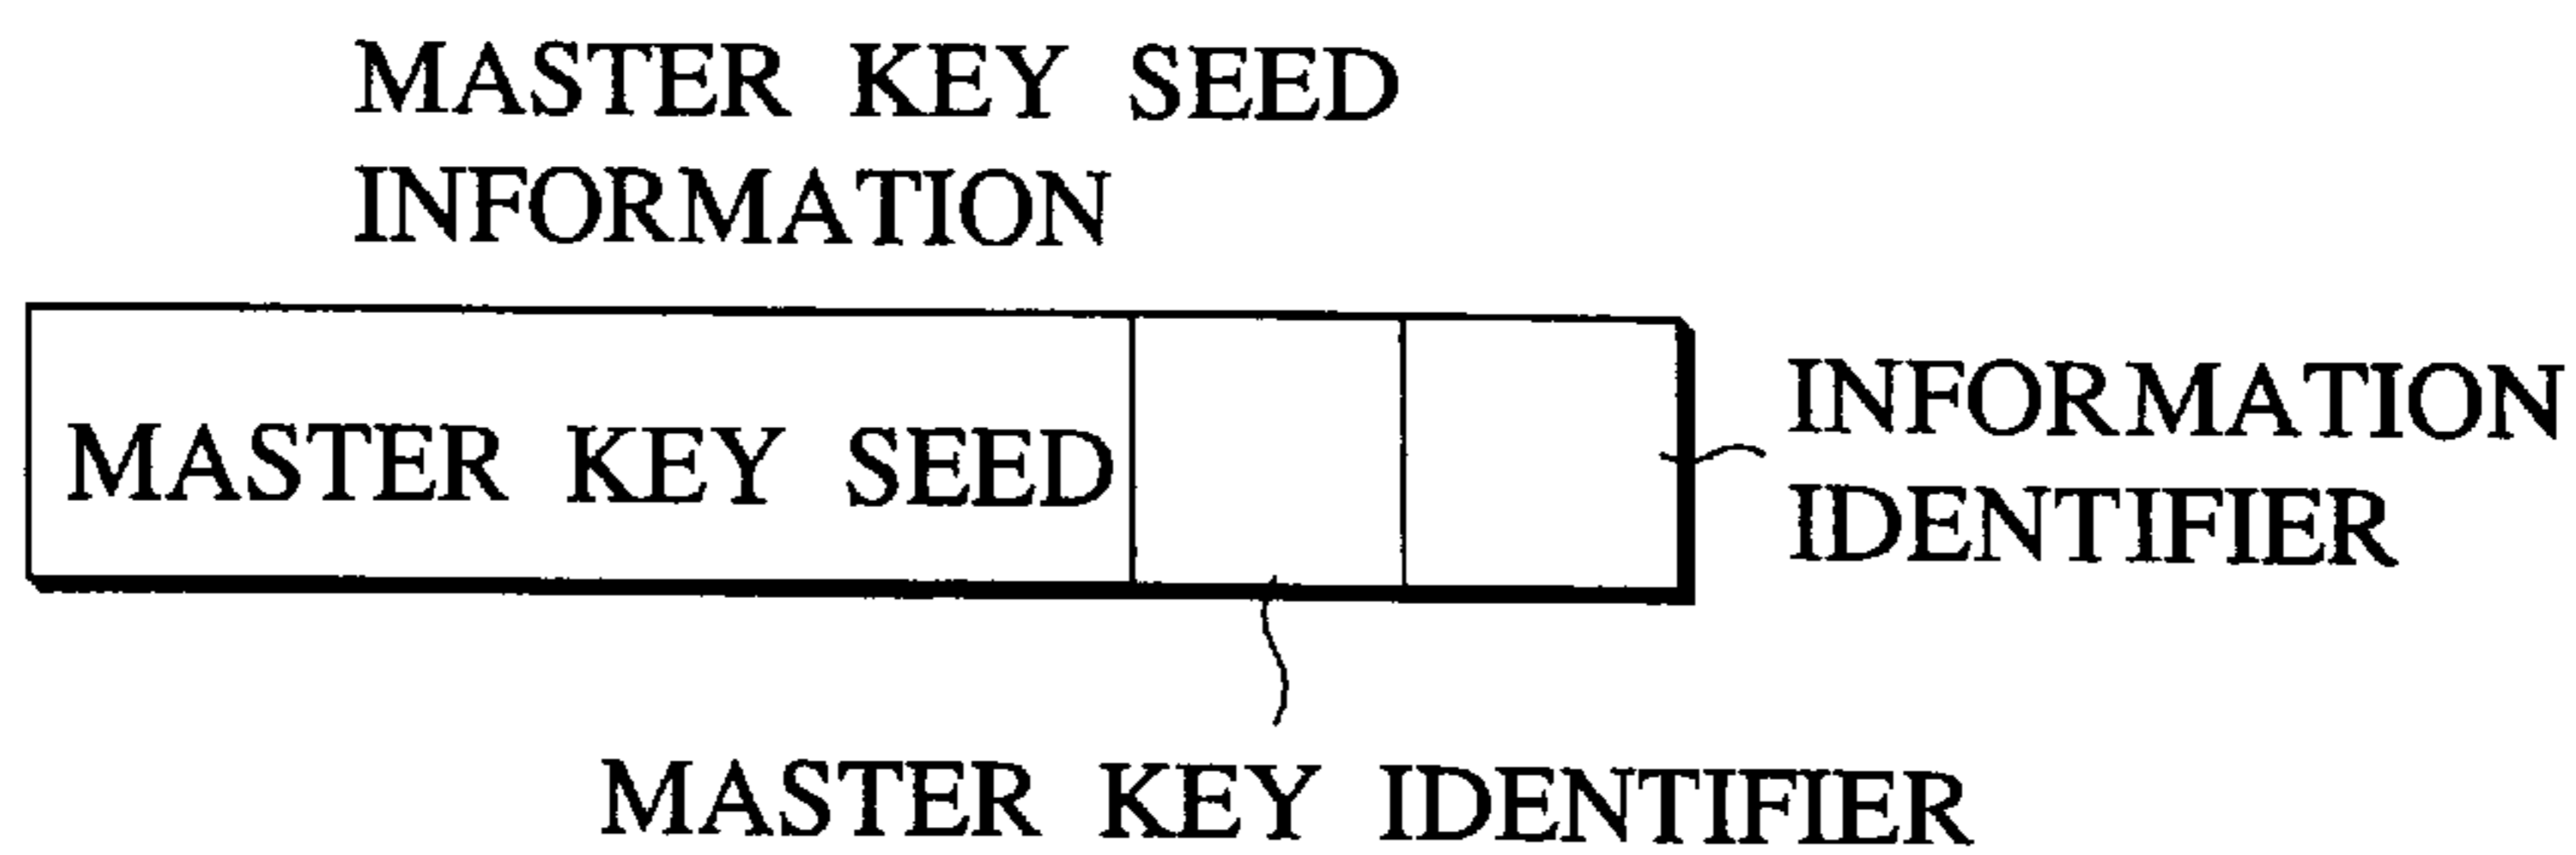 MASTER KEY SEED
INFORMATION
MASTER KEY SEED
INFORMATION
IDENTIFIER
MASTER KEY IDENTIFIER